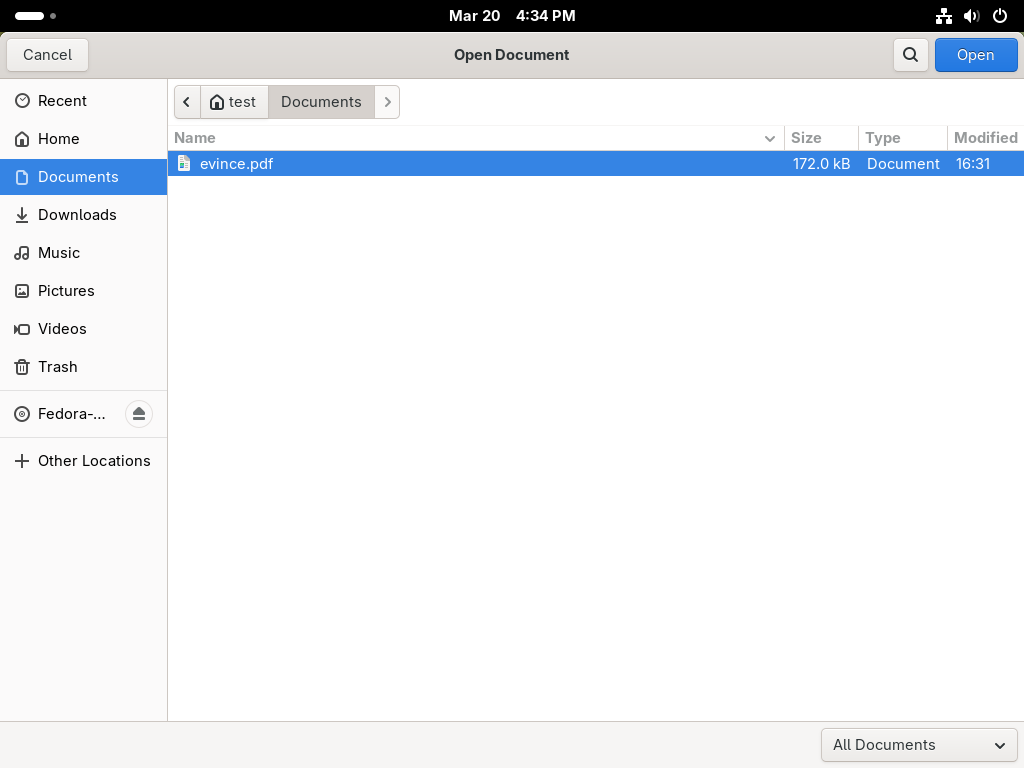 Mar 20 4:34 PM
Cancel
Open Document
Open
Recent
Home
Documents
Downloads
Music
Pictures
Videos
Trash
Fedora-...
Other Locations
test
Documents
Name Size Type Modified
evince.pdf 172.0 kB Document 16:31
All Documents